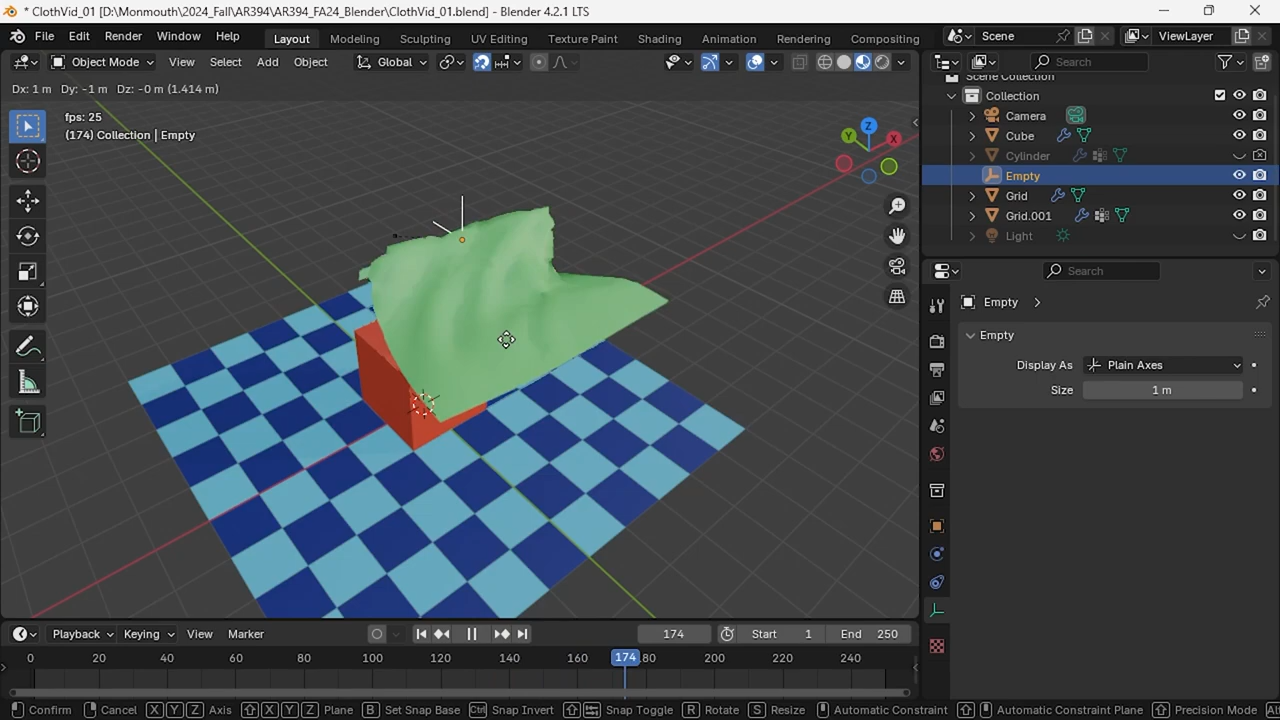 * ClothVid_01 [D:\Monmouth\2024_Fall\AR394\AR394_FA24_Blender\ClothVid_01.blend] - Blender 4.2.1 LTS
File Edit Render Window Help Layout Modeling Sculpting UV Editing Texture Paint Shading Animation Rendering Compositing Scene ViewLayer
Object Mode View Select Add Object Global Search
Dx: 1 m Dy: -1 m Dz: -0 m (1.414 m)
Scene Collection
Collection
fps: 25
(174) Collection | Empty
Camera
Cube
Cylinder
Empty
Grid
Grid.001
Light
X
Y
Z
Search
Empty
Empty
Display As Plain Axes
Size 1 m
Playback Keying View Marker 174 Start 1 End 250
0 20 40 60 80 100 120 140 160 174 80 200 220 240
Confirm Cancel X Y Z Axis X Y Z Plane B Set Snap Base Ctrl Snap Invert Snap Toggle R Rotate S Resize Automatic Constraint Automatic Constraint Plane Precision Mode Al